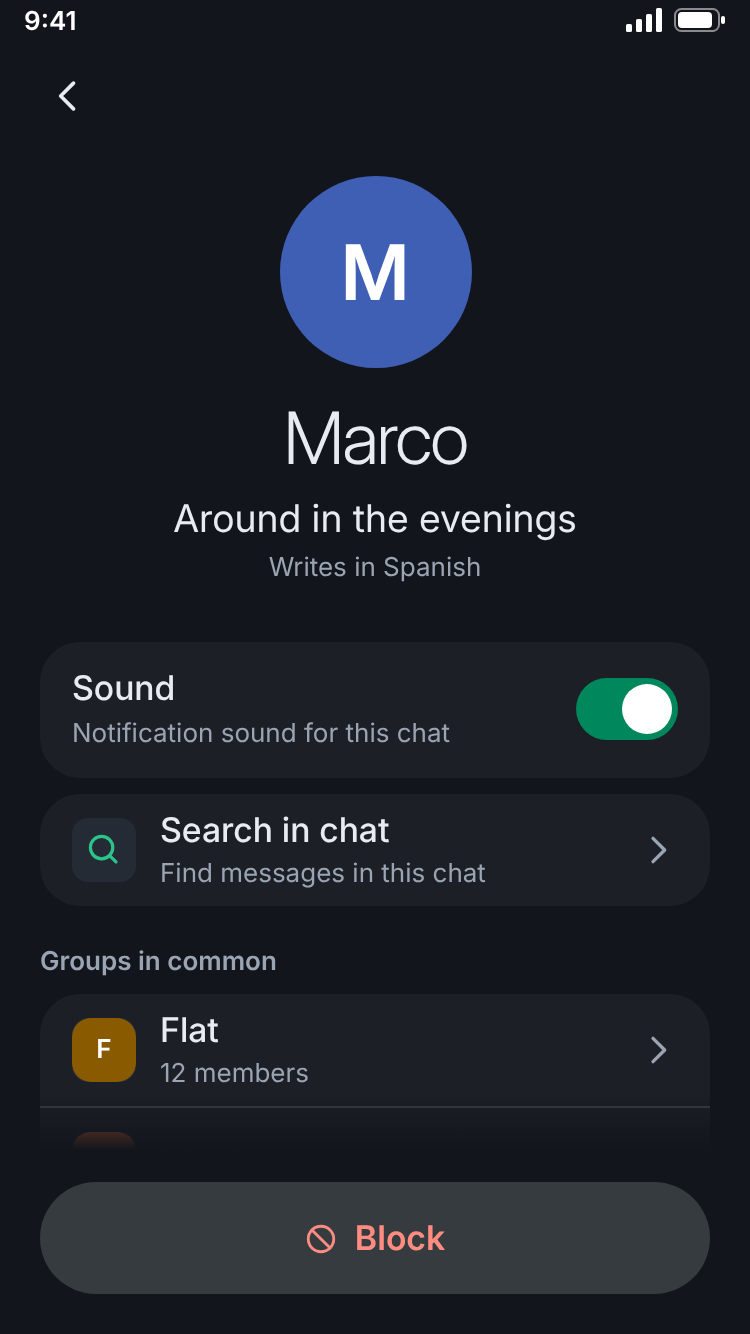 9:41
M
Marco
Around in the evenings
Writes in Spanish
Sound
Notification sound for this chat
Search in chat
Find messages in this chat
Groups in common
F
Flat
12 members
Block